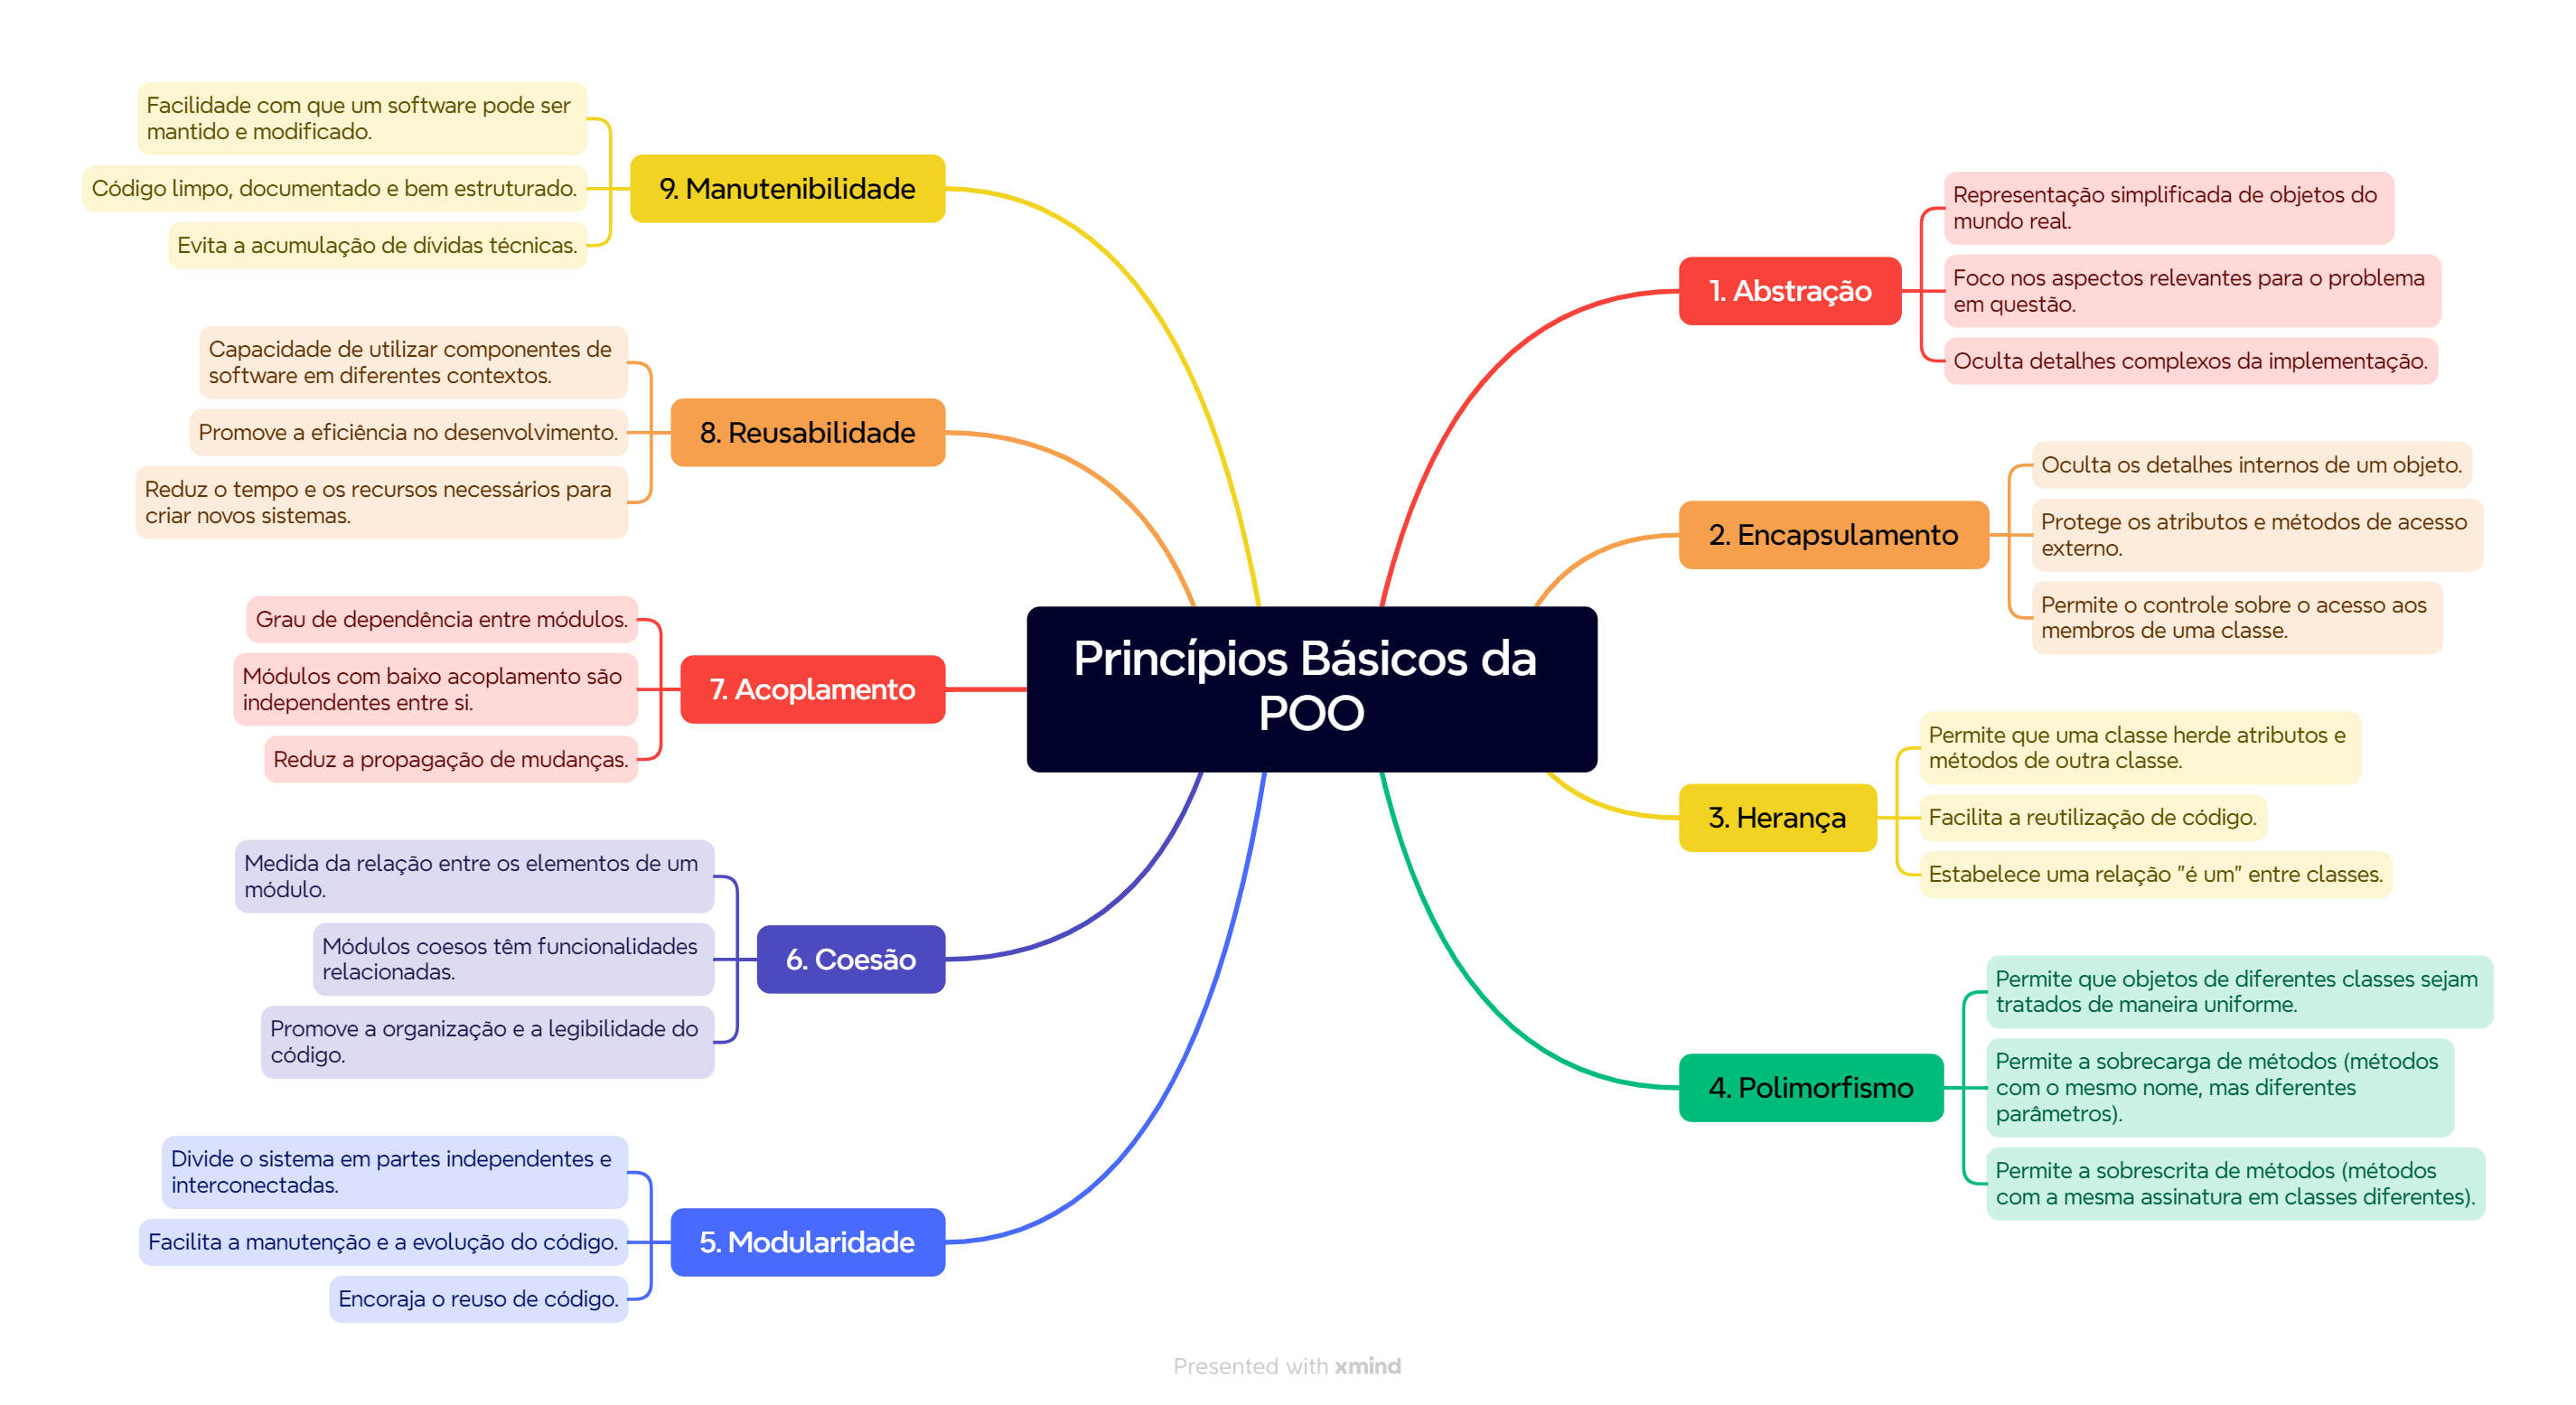 Princípios Básicos da
POO
1. Abstração
Representação simplificada de objetos do
mundo real.
Foco nos aspectos relevantes para o problema
em questão.
Oculta detalhes complexos da implementação.
2. Encapsulamento
Oculta os detalhes internos de um objeto.
Protege os atributos e métodos de acesso
externo.
Permite o controle sobre o acesso aos
membros de uma classe.
3. Herança
Permite que uma classe herde atributos e
métodos de outra classe.
Facilita a reutilização de código.
Estabelece uma relação "é um" entre classes.
4. Polimorfismo
Permite que objetos de diferentes classes sejam
tratados de maneira uniforme.
Permite a sobrecarga de métodos (métodos
com o mesmo nome, mas diferentes
parâmetros).
Permite a sobrescrita de métodos (métodos
com a mesma assinatura em classes diferentes).
5. Modularidade
Divide o sistema em partes independentes e
interconectadas.
Facilita a manutenção e a evolução do código.
Encoraja o reuso de código.
6. Coesão
Medida da relação entre os elementos de um
módulo.
Módulos coesos têm funcionalidades
relacionadas.
Promove a organização e a legibilidade do
código.
7. Acoplamento
Grau de dependência entre módulos.
Módulos com baixo acoplamento são
independentes entre si.
Reduz a propagação de mudanças.
8. Reusabilidade
Capacidade de utilizar componentes de
software em diferentes contextos.
Promove a eficiência no desenvolvimento.
Reduz o tempo e os recursos necessários para
criar novos sistemas.
9. Manutenibilidade
Facilidade com que um software pode ser
mantido e modificado.
Código limpo, documentado e bem estruturado.
Evita a acumulação de dívidas técnicas.
Presented with xmind